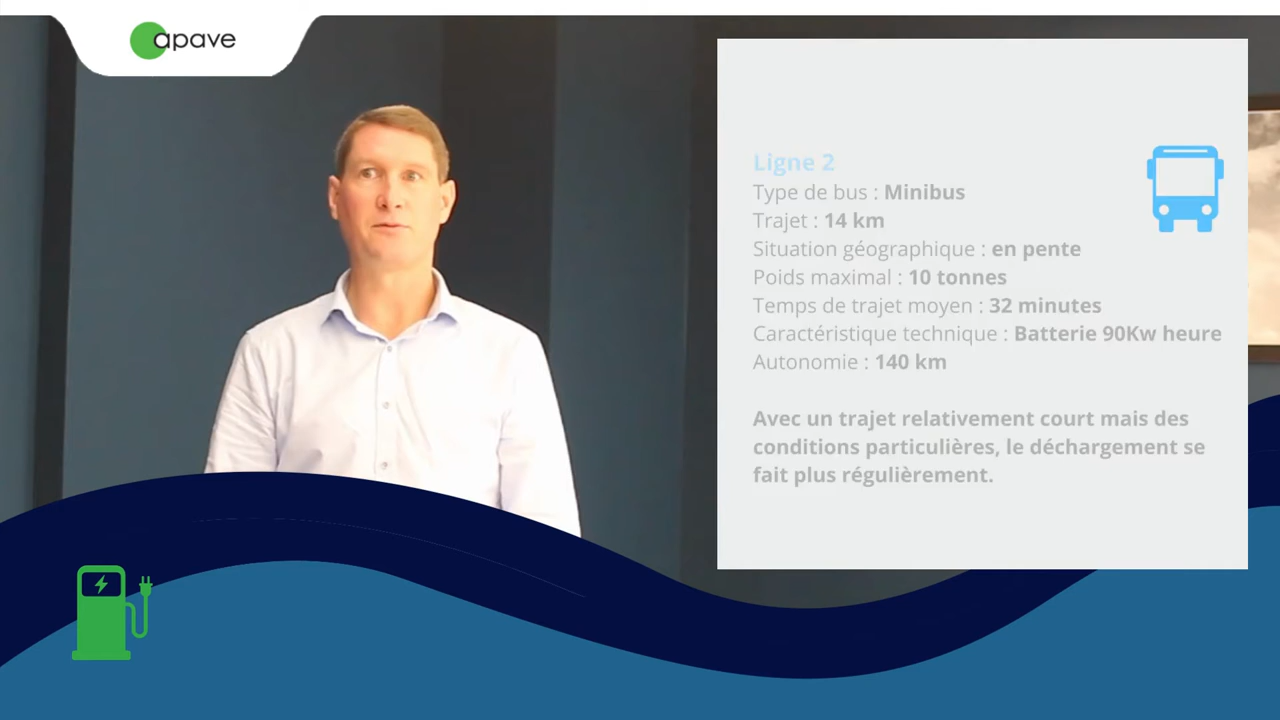 apave
Ligne 2
Type de bus : Minibus
Trajet : 14 km
Situation géographique : en pente
Poids maximal : 10 tonnes
Temps de trajet moyen : 32 minutes
Caractéristique technique : Batterie 90Kw heure
Autonomie : 140 km
Avec un trajet relativement court mais des
conditions particulières, le déchargement se
fait plus régulièrement.